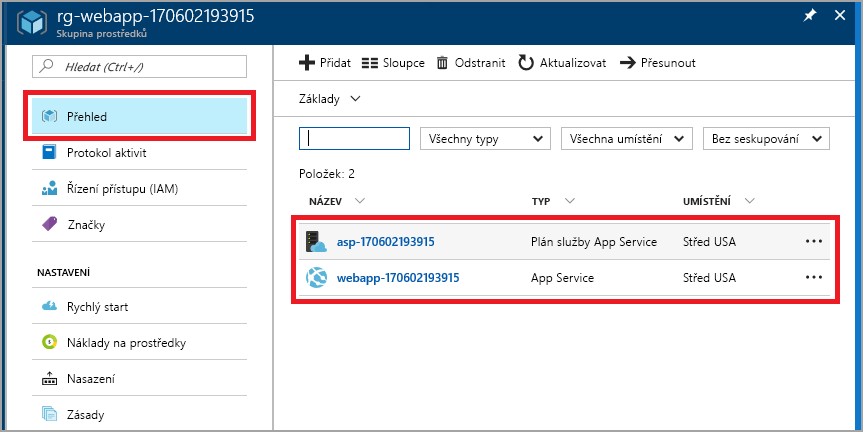 rg-webapp-170602193915
Skupina prostředků
Hledat (Ctrl+/)
Přehled
Protokol aktivit
Řízení přístupu (IAM)
Značky
NASTAVENÍ
Rychlý start
Náklady na prostředky
Nasazení
Zásady
Přidat Sloupce Odstranit Aktualizovat Přesunout
Základy
Všechny typy Všechna umístění Bez seskupování
Položek: 2
NÁZEV TYP UMÍSTĚNÍ
asp-170602193915 Plán služby App Service Střed USA
webapp-170602193915 App Service Střed USA